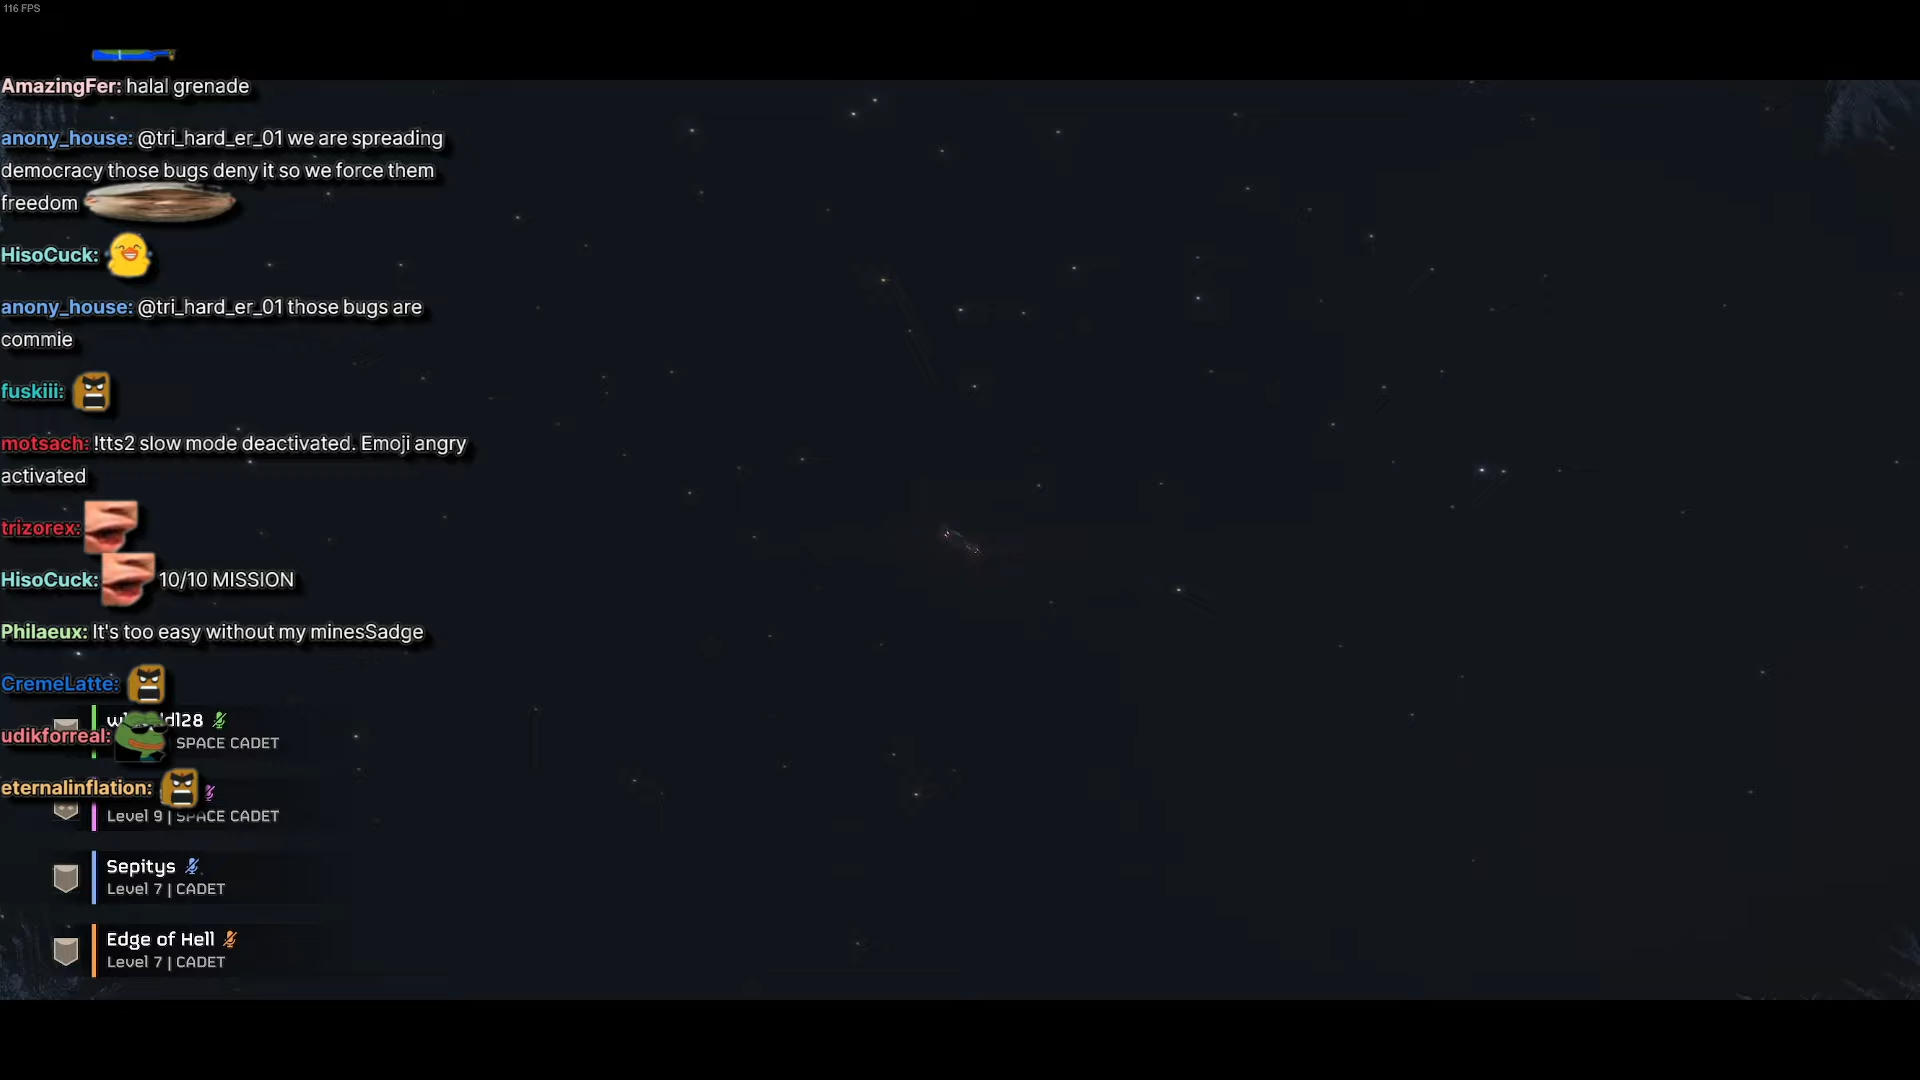 116 FPS
AmazingFer: halal grenade
anony_house: @tri_hard_er_01 we are spreading
democracy those bugs deny it so we force them
freedom
HisoCuck:
anony_house: @tri_hard_er_01 those bugs are
commie
fuskiii:
motsach: !tts2 slow mode deactivated. Emoji angry
activated
trizorex:
HisoCuck: 10/10 MISSION
Philaeux: It's too easy without my minesSadge
CremeLatte:
udikforreal:
SPACE CADET
eternalinflation:
Level 9 | SPACE CADET
Sepitys
Level 7 | CADET
Edge of Hell
Level 7 | CADET